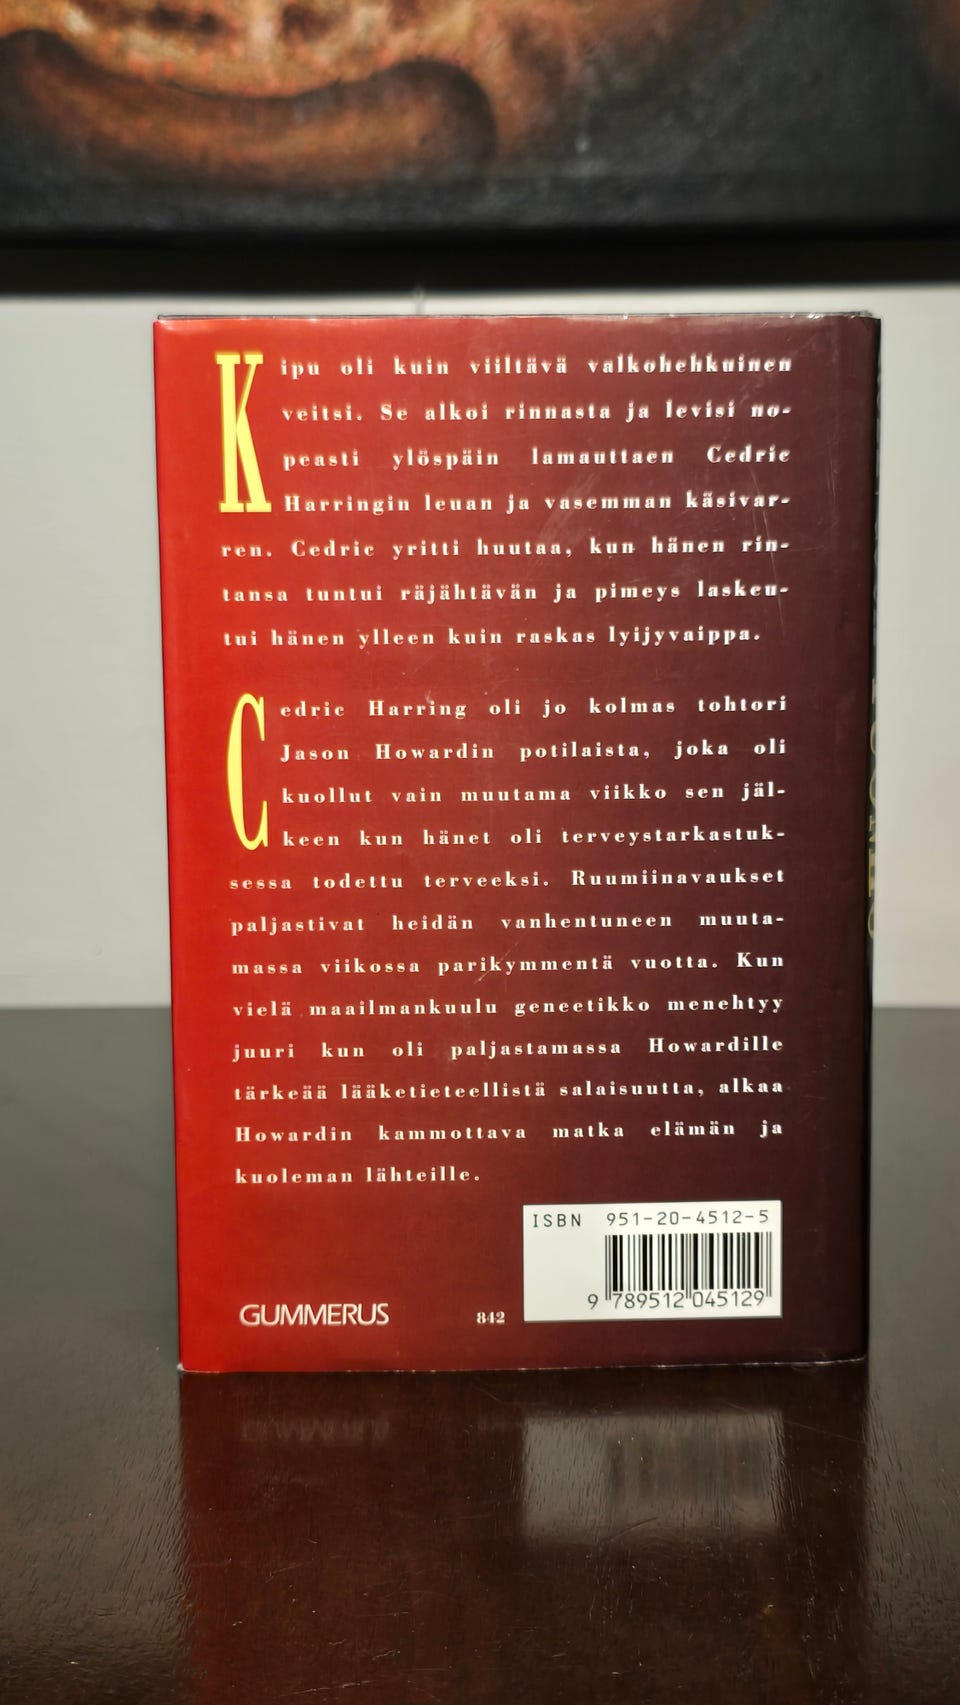 Kipu oli kuin viiltävä valkohehkuinen
veitsi. Se alkoi rinnasta ja levisi no-
peasti ylöspäin lamauttaen Cedric
Harringin leuan ja vasemman käsivar-
ren. Cedric yritti huutaa, kun hänen rin-
tansa tuntui räjähtävän ja pimeys laskeu-
tui hänen ylleen kuin raskas lyijyvaippa.
Cedric Harring oli jo kolmas tohtori
Jason Howardin potilaista, joka oli
kuollut vain muutama viikko sen jäl-
keen kun hänet oli terveystarkastuk-
sessa todettu terveeksi. Ruumiinavaukset
paljastivat heidän vanhentuneen muuta-
massa viikossa parikymmentä vuotta. Kun
vielä maailmankuulu geneetikko menehtyy
juuri kun oli paljastamassa Howardille
tärkeää lääketieteellistä salaisuutta, alkaa
Howardin kammottava matka elämän ja
kuoleman lähteille.
ISBN 951-20-4512-5
9 789512 045129
GUMMERUS 842